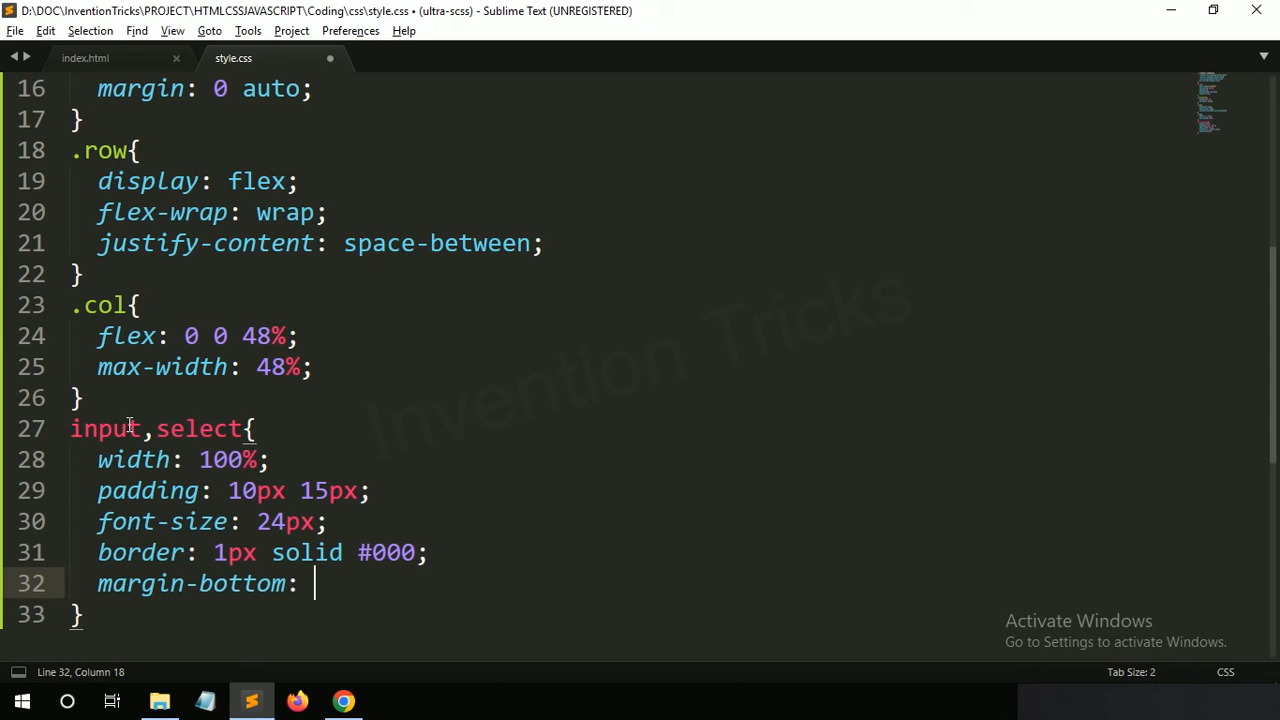 D:\DOC\InventionTricks\PROJECT\HTMLCSSJAVASCRIPT\Coding\css\style.css • (ultra-scss) - Sublime Text (UNREGISTERED)
File Edit Selection Find View Goto Tools Project Preferences Help
index.html style.css
16 margin: 0 auto;
17 }
18 .row{
19 display: flex;
20 flex-wrap: wrap;
21 justify-content: space-between;
22 }
23 .col{
24 flex: 0 0 48%;
25 max-width: 48%;
26 }
27 input,select{
28 width: 100%;
29 padding: 10px 15px;
30 font-size: 24px;
31 border: 1px solid #000;
32 margin-bottom:
33 }
Invention Tricks
Activate Windows
Go to Settings to activate Windows.
Line 32, Column 18 Tab Size: 2 CSS